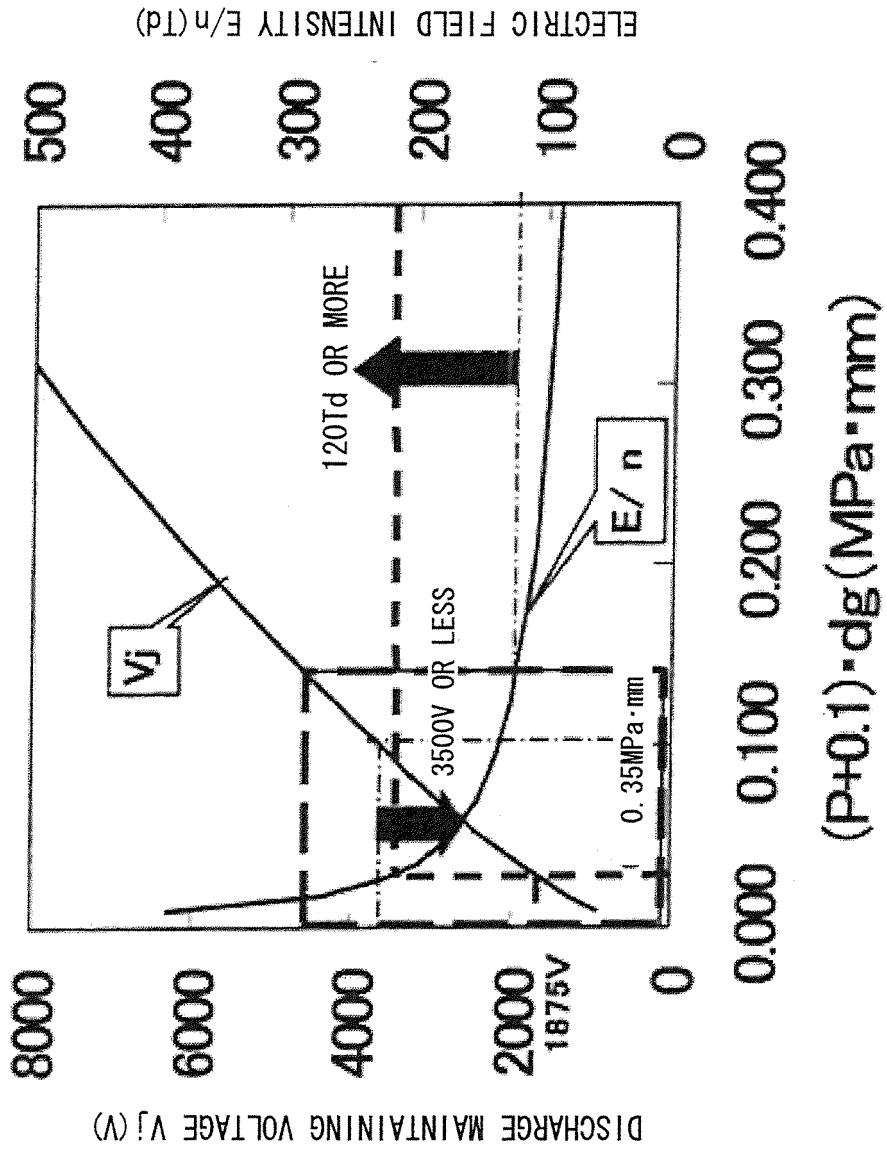 DISCHARGE MAINTAINING VOLTAGE Vj(V)
8000
6000
4000
2000
1875V
0
ELECTRIC FIELD INTENSITY E/n(Td)
500
400
300
200
100
0
Vj
120Td OR MORE
3500V OR LESS
E/n
0.35MPa·mm
0.000
0.100
0.200
0.300
0.400
(P+0.1)·dg(MPa·mm)